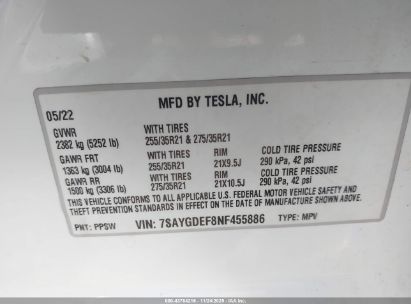 MFD BY TESLA, INC.
05/22
GVWR WITH TIRES
2382 kg (5252 lb) 255/35R21 & 275/35R21
GAWR FRT WITH TIRES RIM COLD TIRE PRESSURE
1363 kg (3004 lb) 255/35R21 21X9.5J 290 kPa, 42 psi
GAWR RR WITH TIRES RIM COLD TIRE PRESSURE
1500 kg (3306 lb) 275/35R21 21X10.5J 290 kPa, 42 psi
THIS VEHICLE CONFORMS TO ALL APPLICABLE U.S. FEDERAL MOTOR VEHICLE SAFETY AND
THEFT PREVENTION STANDARDS IN EFFECT ON THE DATE OF MANUFACTURE SHOWN ABOVE.
PNT: PPSW VIN: 7SAYGDEF8NF455886 TYPE: MPV